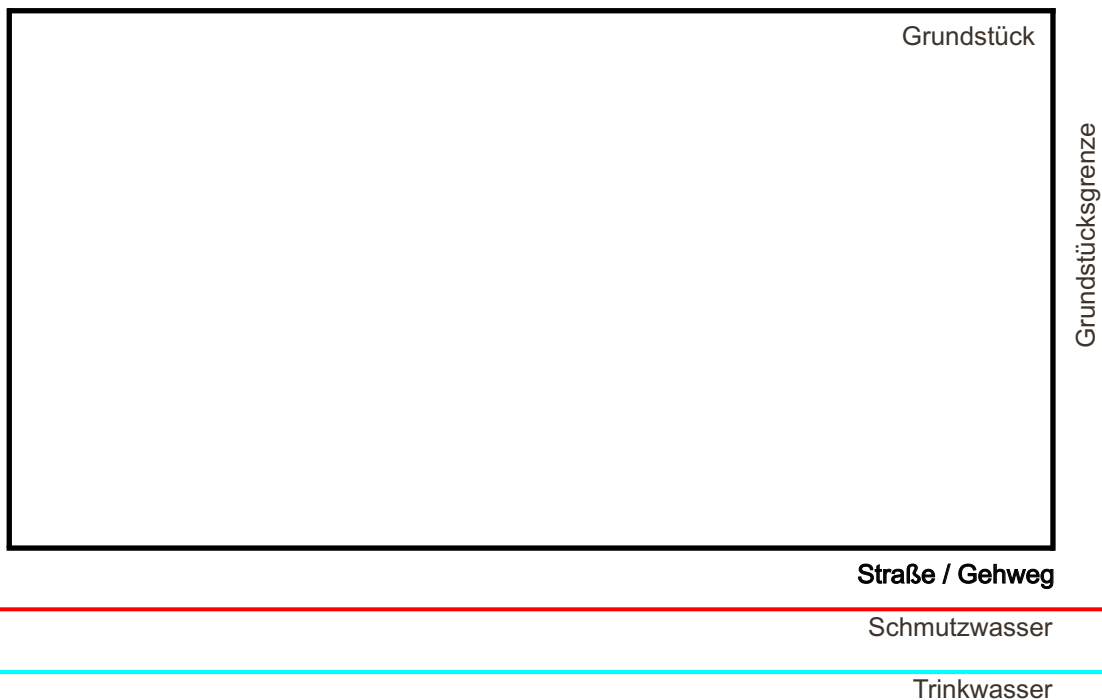 Grundstück
Grundstücksgrenze
Straße / Gehweg
Schmutzwasser
Trinkwasser